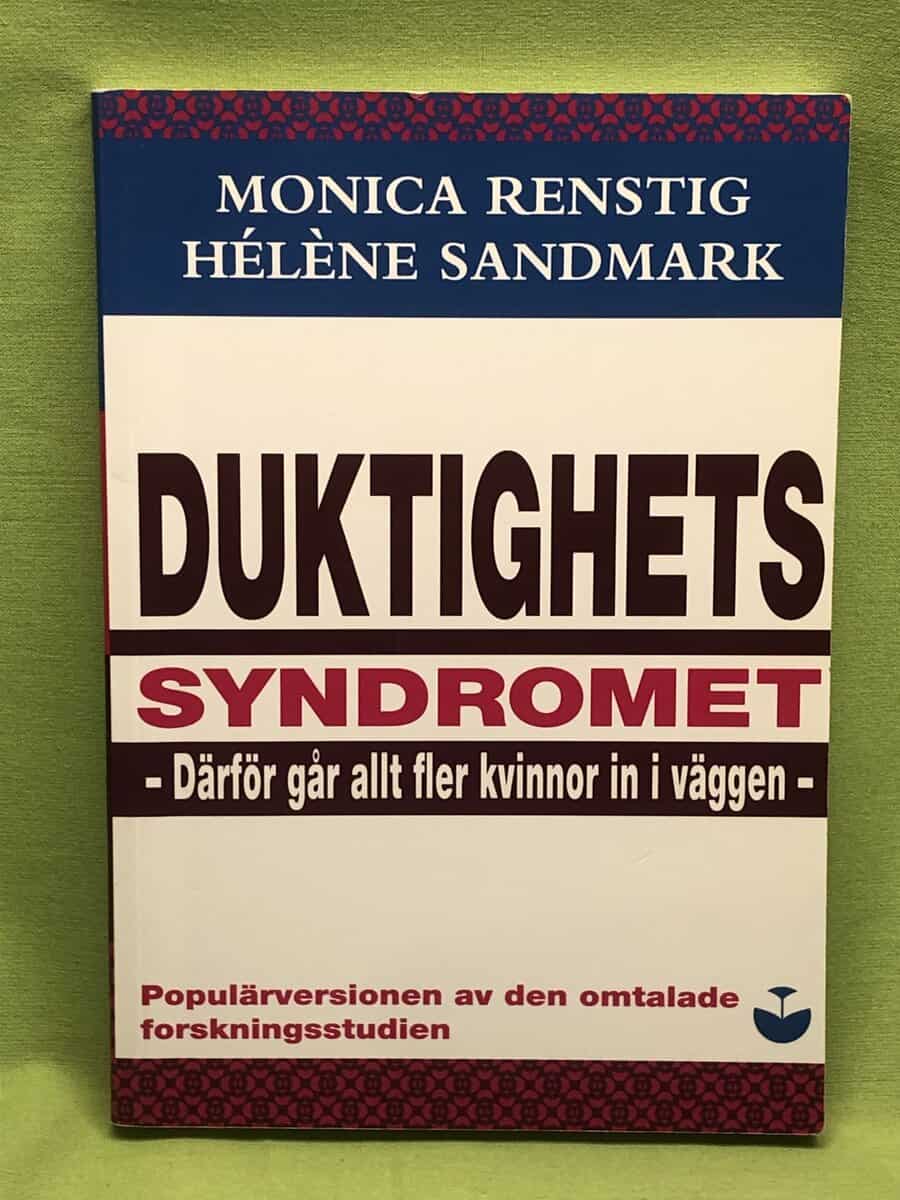 MONICA RENSTIG
HÉLÈNE SANDMARK
DUKTIGHETS
SYNDROMET
- Därför går allt fler kvinnor in i väggen -
Populärversionen av den omtalade
forskningsstudien